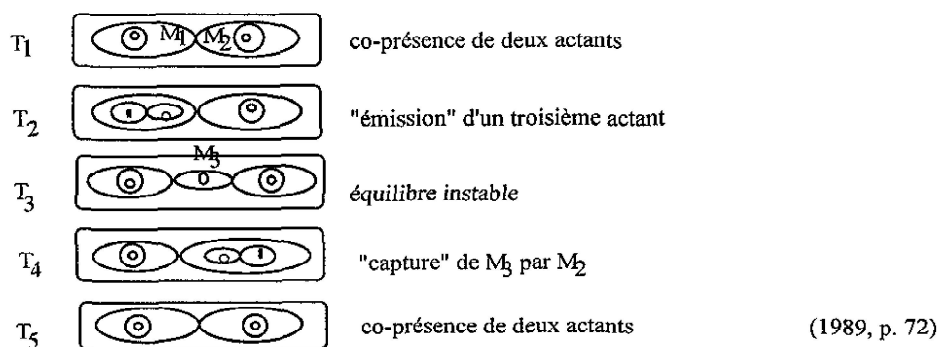 T1 M1 M2 co-présence de deux actants
T2 "émission" d'un troisième actant
M3
T3 équilibre instable
T4 "capture" de M3 par M2
T5 co-présence de deux actants (1989, p. 72)